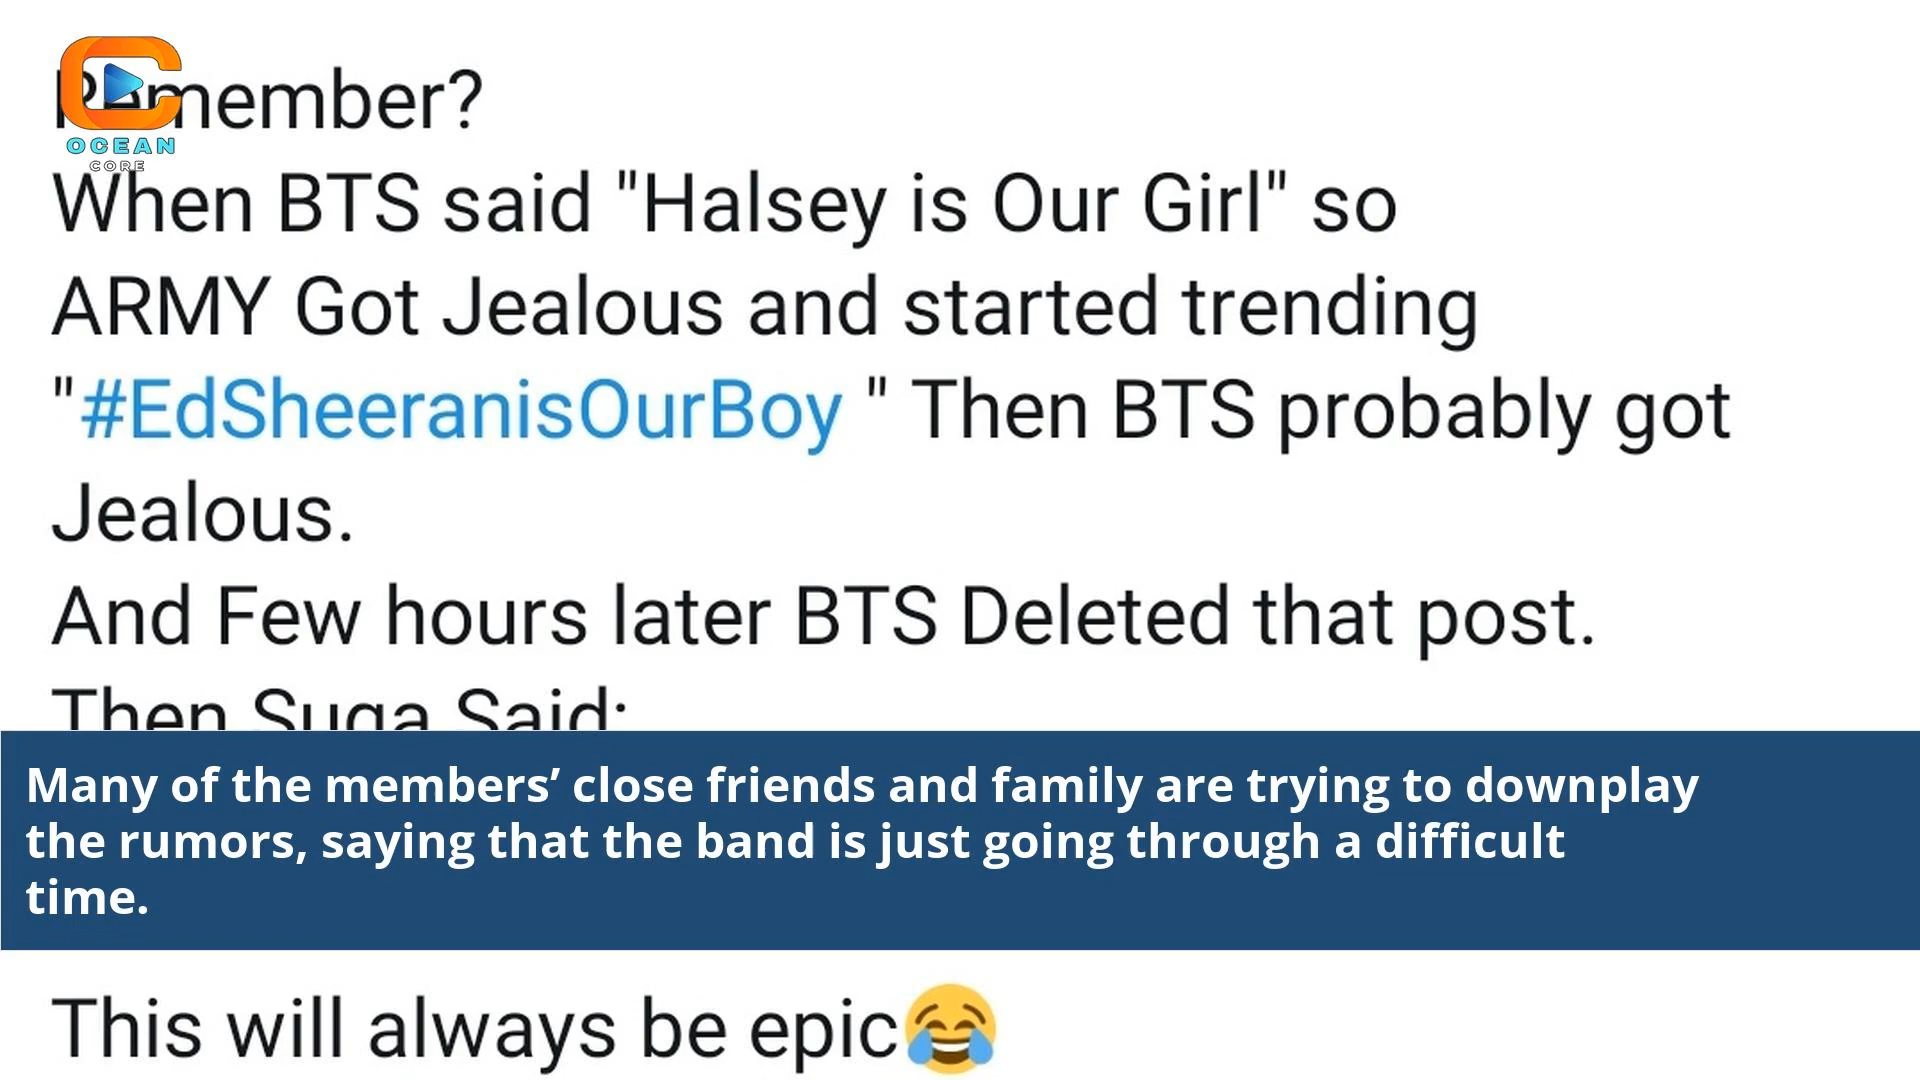 Remember?
OCEAN
CORE
When BTS said "Halsey is Our Girl" so
ARMY Got Jealous and started trending
"#EdSheeranisOurBoy " Then BTS probably got
Jealous.
And Few hours later BTS Deleted that post.
Then Suga Said:
Many of the members’ close friends and family are trying to downplay
the rumors, saying that the band is just going through a difficult
time.
This will always be epic😂